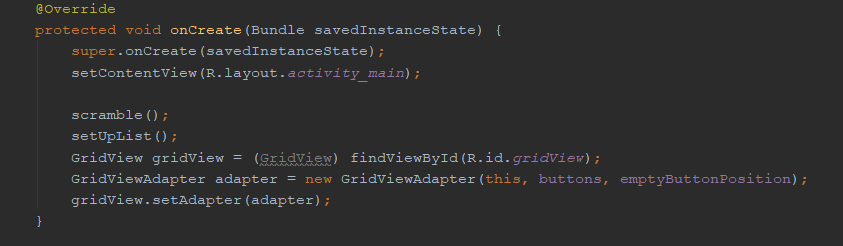 @Override
protected void onCreate(Bundle savedInstanceState) {
super.onCreate(savedInstanceState);
setContentView(R.layout.activity_main);
scramble();
setUpList();
GridView gridView = (GridView) findViewById(R.id.gridView);
GridViewAdapter adapter = new GridViewAdapter(this, buttons, emptyButtonPosition);
gridView.setAdapter(adapter);
}